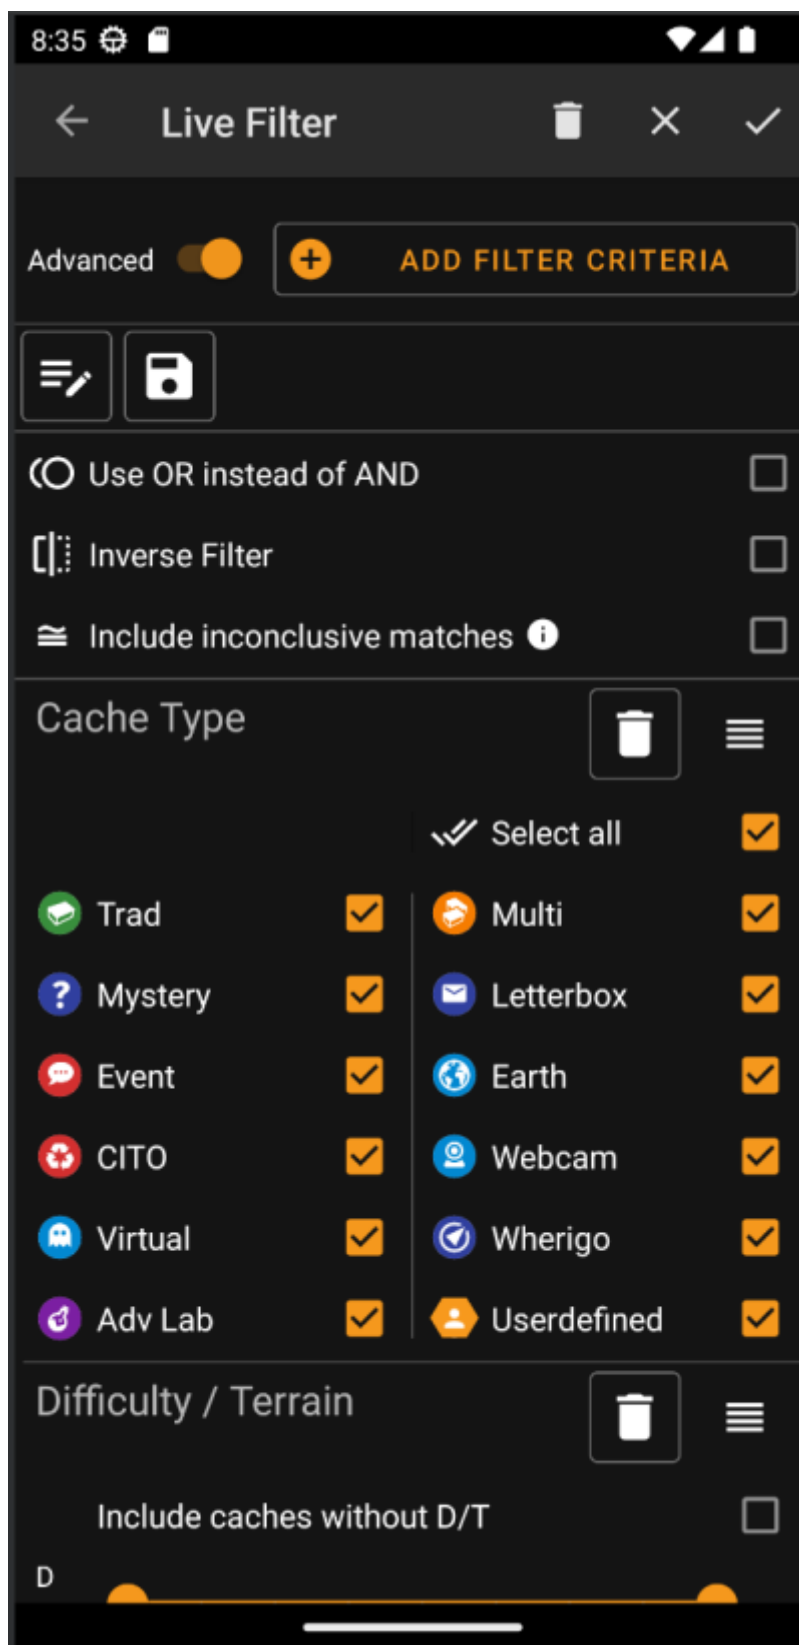 8:35
Live Filter
Advanced ADD FILTER CRITERIA
Use OR instead of AND
Inverse Filter
Include inconclusive matches
Cache Type
Select all
Trad Multi
Mystery Letterbox
Event Earth
CITO Webcam
Virtual Wherigo
Adv Lab Userdefined
Difficulty / Terrain
Include caches without D/T
D